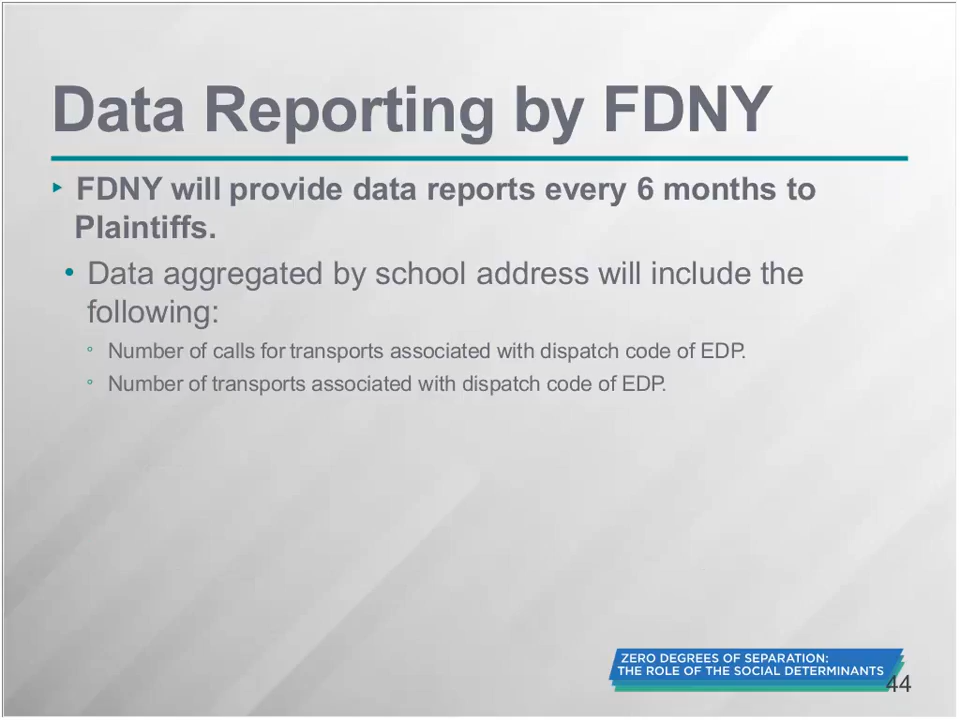 Data Reporting by FDNY
‣ FDNY will provide data reports every 6 months to
Plaintiffs.
• Data aggregated by school address will include the
following:
◦ Number of calls for transports associated with dispatch code of EDP.
◦ Number of transports associated with dispatch code of EDP.
ZERO DEGREES OF SEPARATION:
THE ROLE OF THE SOCIAL DETERMINANTS
44